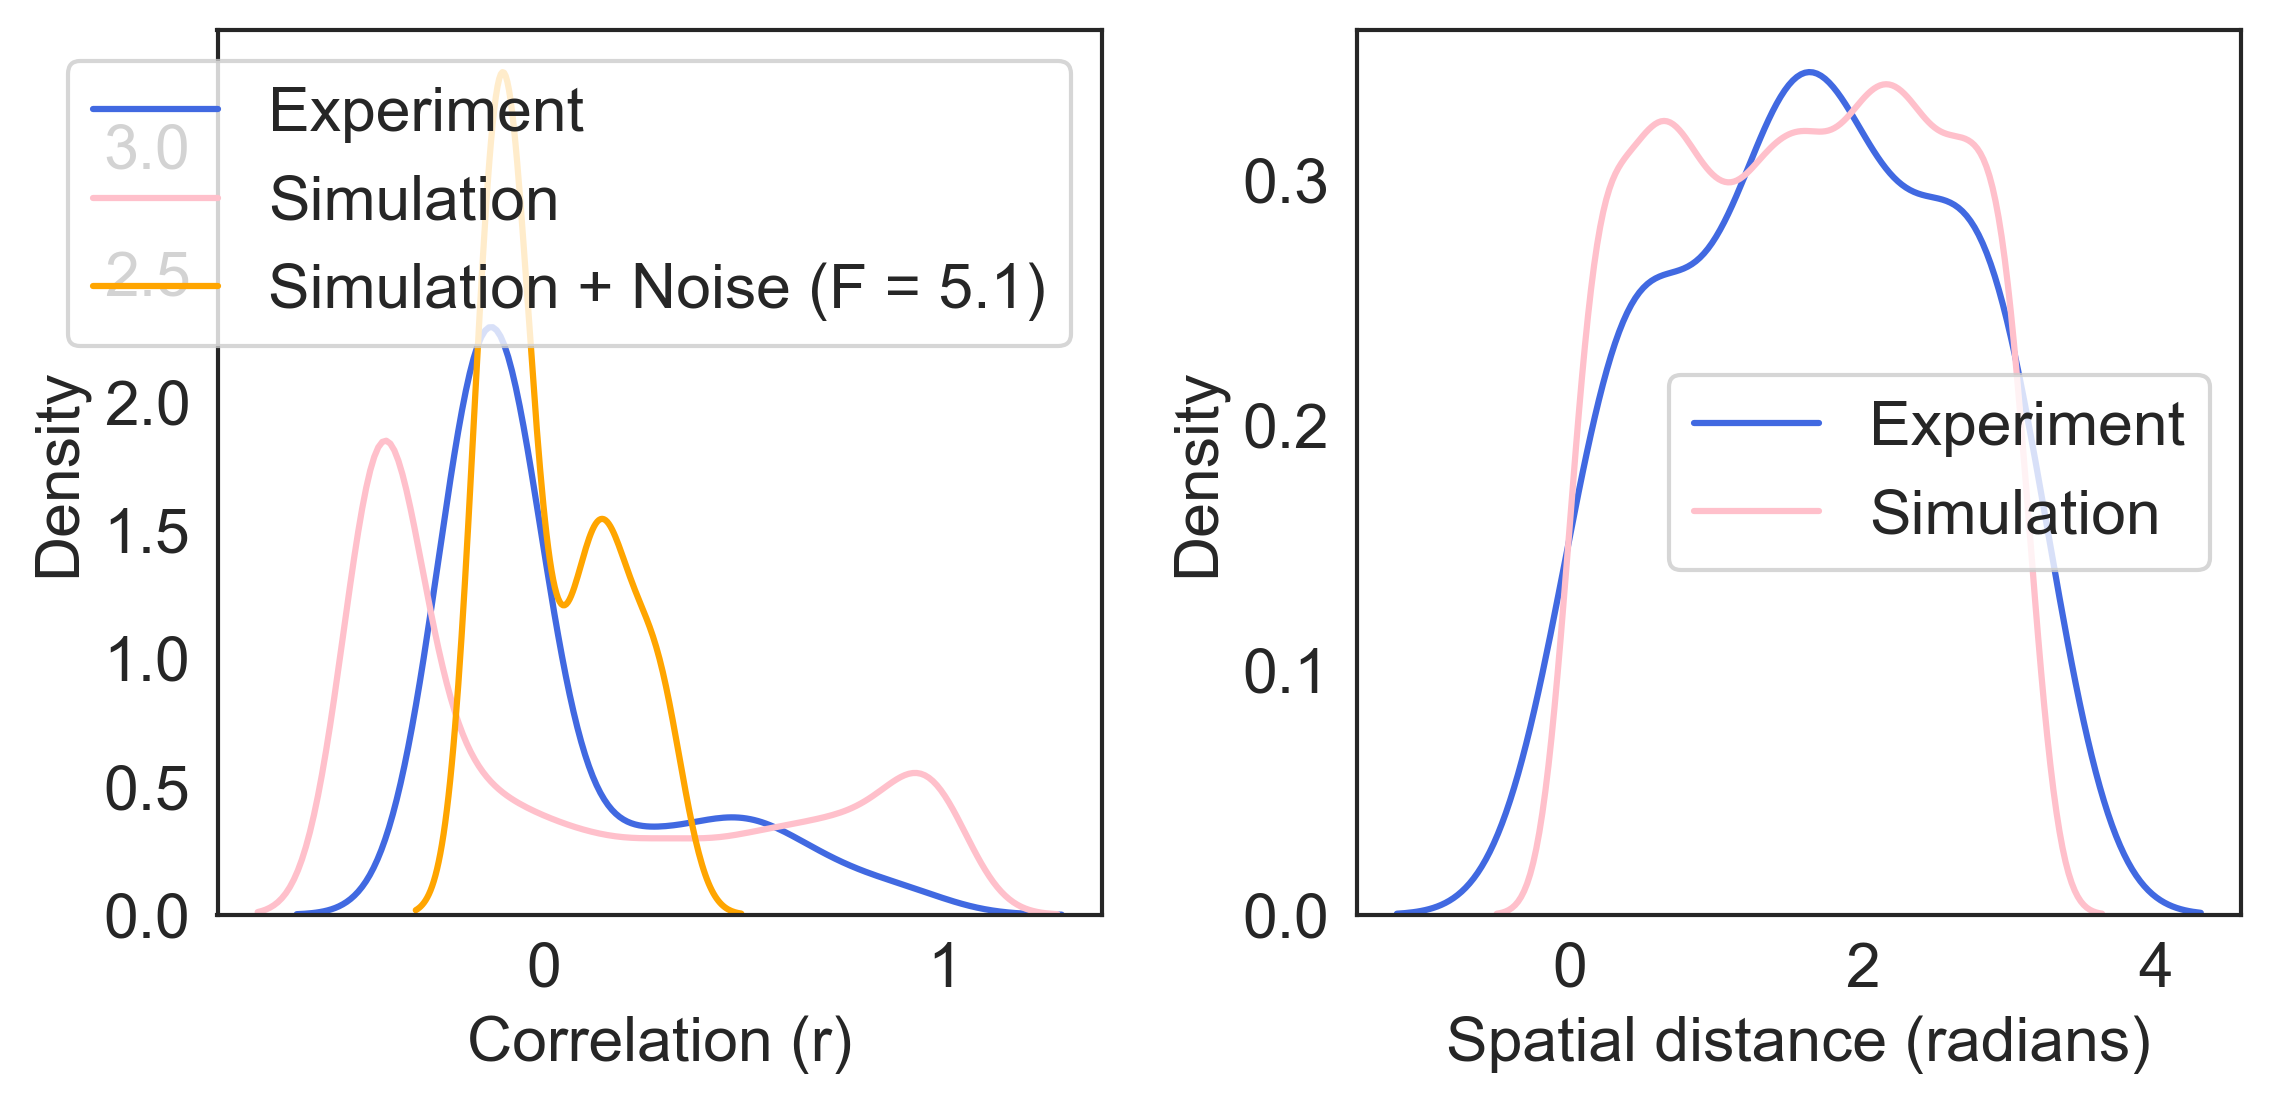 Experiment
Simulation
Simulation + Noise (F = 5.1)
3.0
2.5
2.0
1.5
1.0
0.5
0.0
Density
0 1
Correlation (r)
Experiment
Simulation
0.3
0.2
0.1
0.0
Density
0 2 4
Spatial distance (radians)